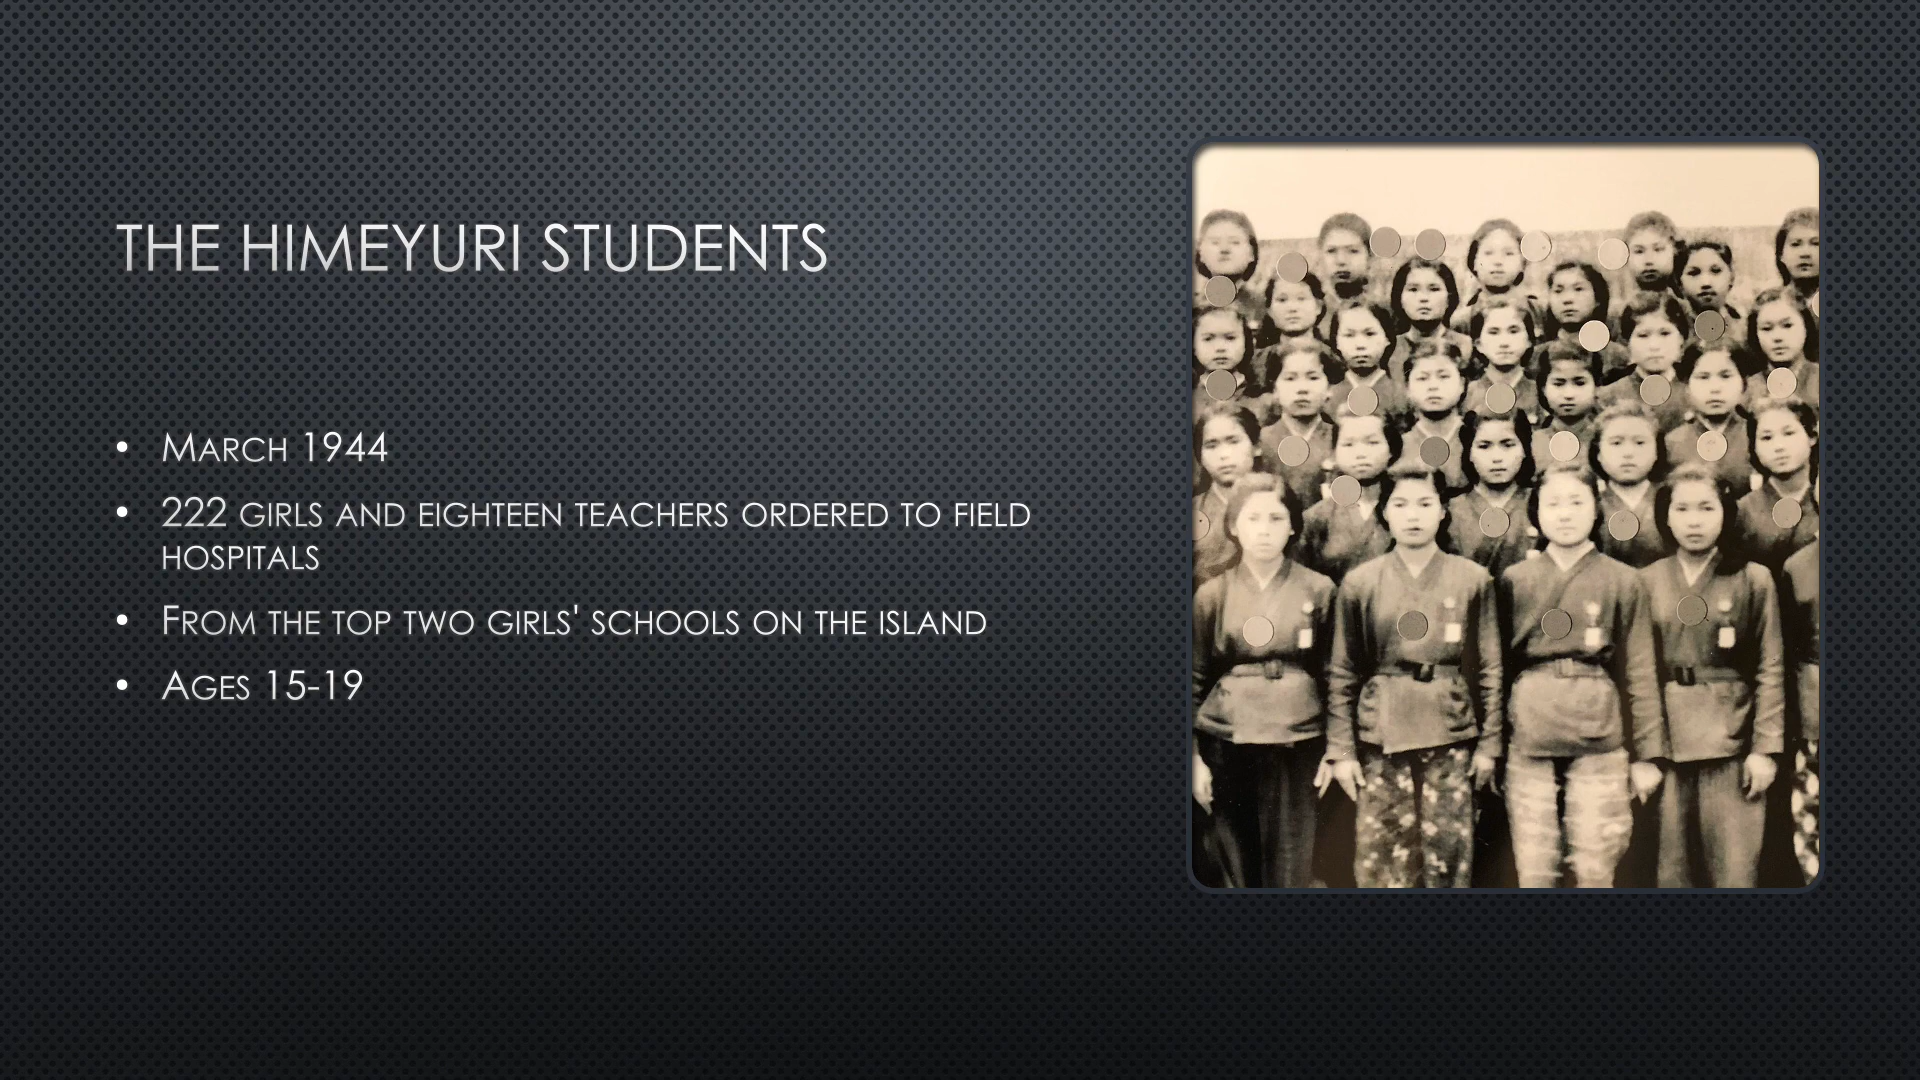 THE HIMEYURI STUDENTS
• MARCH 1944
• 222 GIRLS AND EIGHTEEN TEACHERS ORDERED TO FIELD
HOSPITALS
• FROM THE TOP TWO GIRLS' SCHOOLS ON THE ISLAND
• AGES 15-19